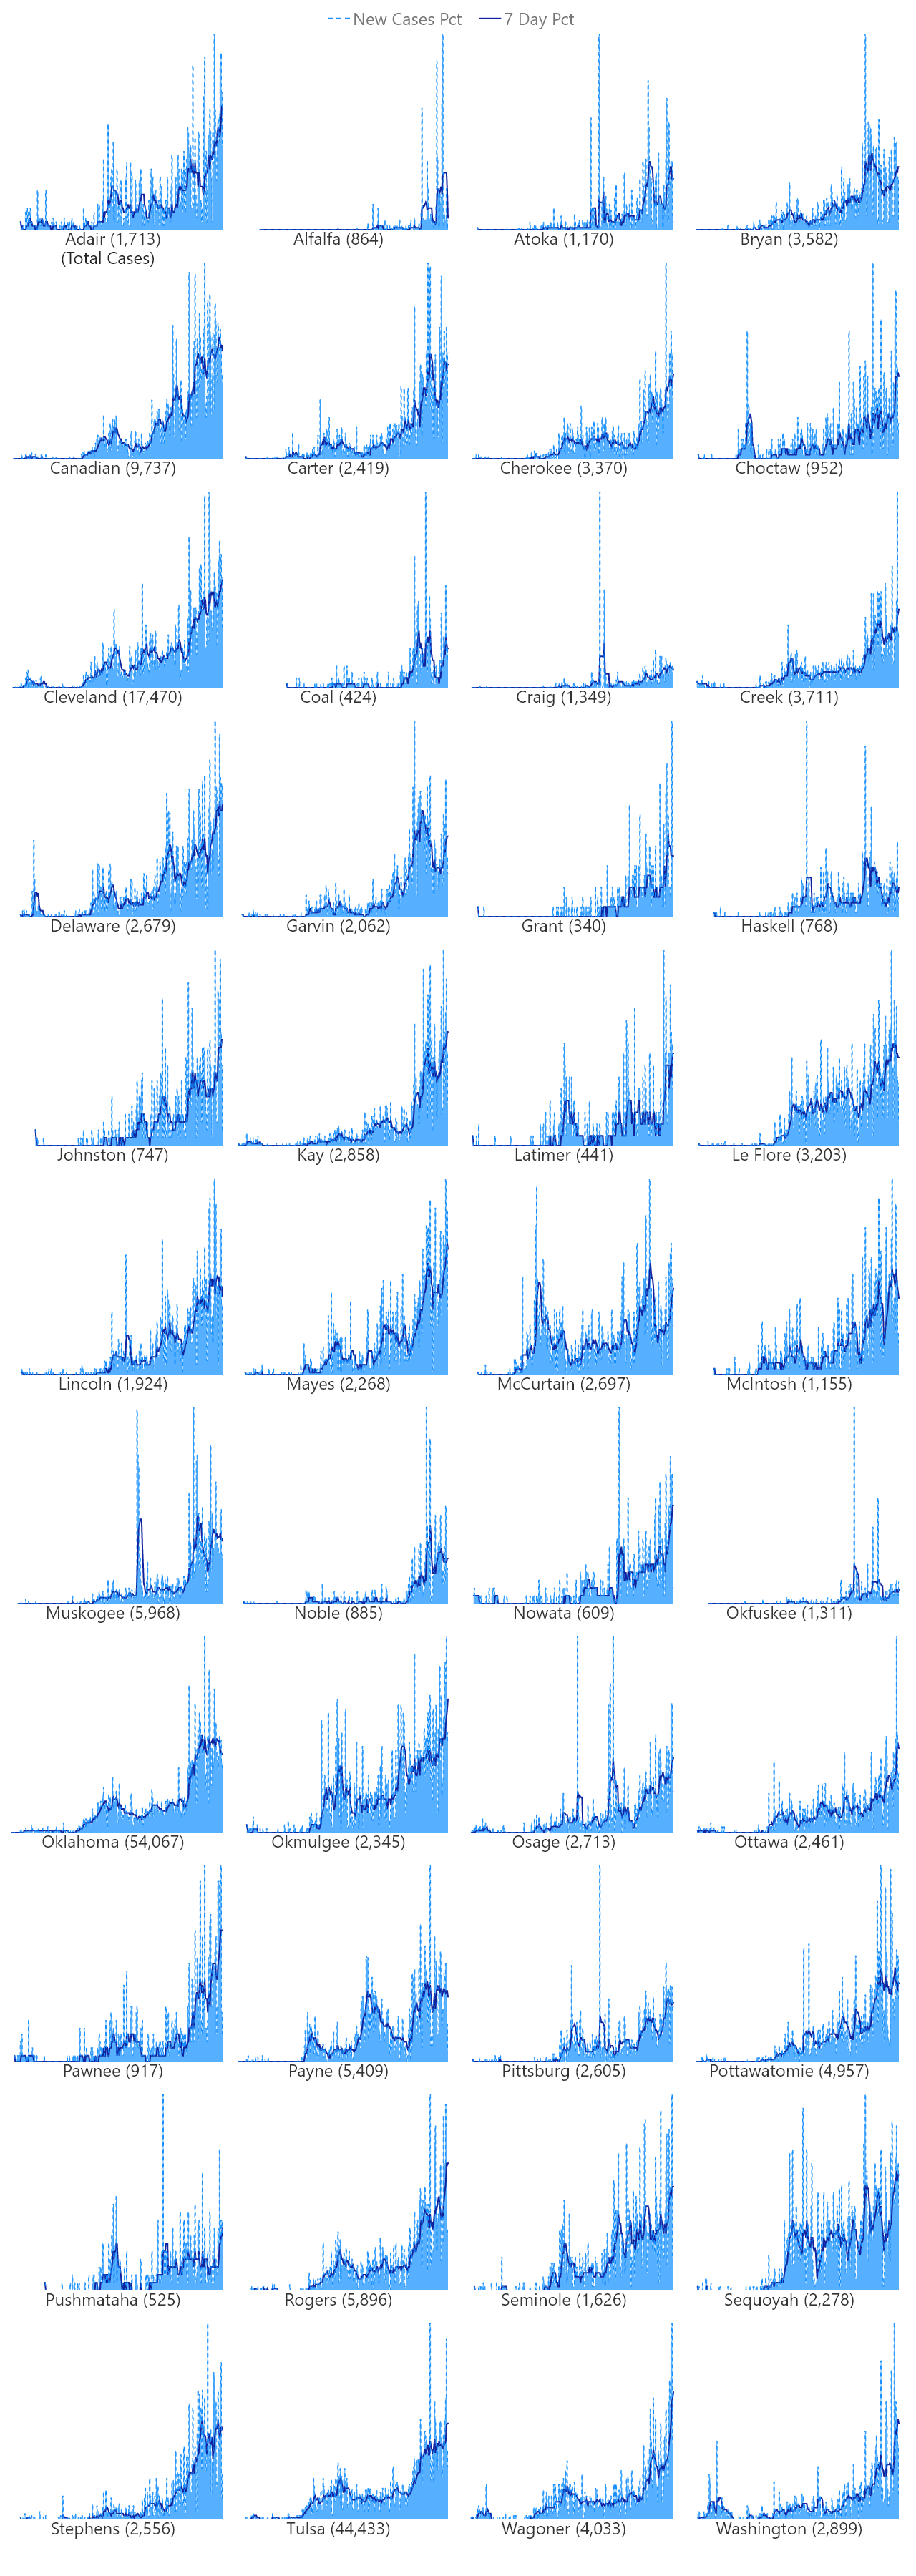 New Cases Pct 7 Day Pct
Adair (1,713) Alfalfa (864) Atoka (1,170) Bryan (3,582)
(Total Cases)
Canadian (9,737) Carter (2,419) Cherokee (3,370) Choctaw (952)
Cleveland (17,470) Coal (424) Craig (1,349) Creek (3,711)
Delaware (2,679) Garvin (2,062) Grant (340) Haskell (768)
Johnston (747) Kay (2,858) Latimer (441) Le Flore (3,203)
Lincoln (1,924) Mayes (2,268) McCurtain (2,697) McIntosh (1,155)
Muskogee (5,968) Noble (885) Nowata (609) Okfuskee (1,311)
Oklahoma (54,067) Okmulgee (2,345) Osage (2,713) Ottawa (2,461)
Pawnee (917) Payne (5,409) Pittsburg (2,605) Pottawatomie (4,957)
Pushmataha (525) Rogers (5,896) Seminole (1,626) Sequoyah (2,278)
Stephens (2,556) Tulsa (44,433) Wagoner (4,033) Washington (2,899)